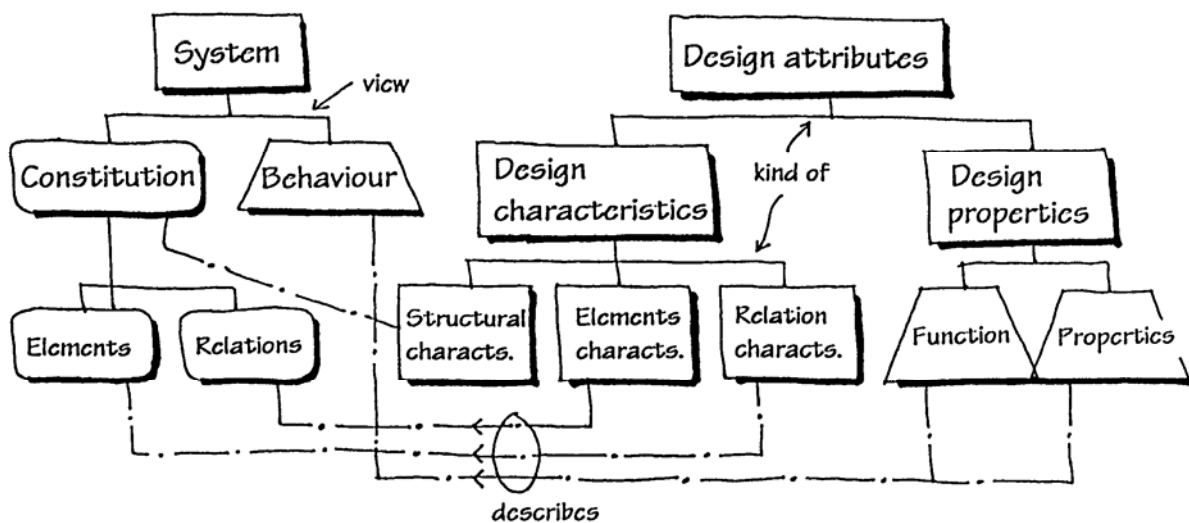 System
Design attributes
view
Constitution
Behaviour
Design
characteristics
kind of
Design
properties
Elements
Relations
Structural
characts.
Elements
characts.
Relation
characts.
Function
Properties
describes